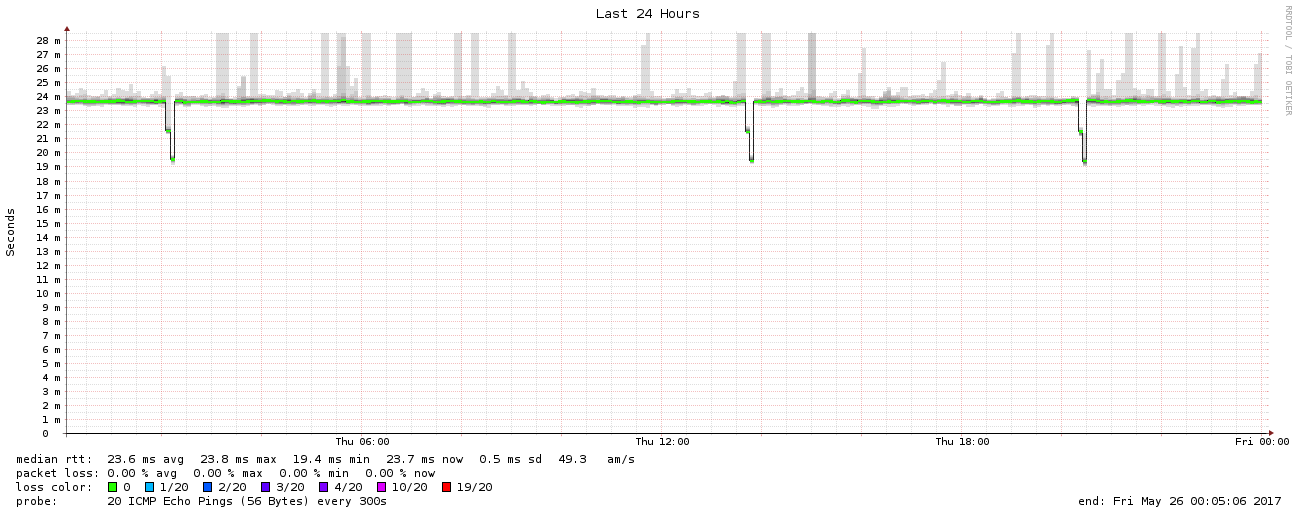 Last 24 Hours
RRDTOOL / TOBI OETIKER
Seconds
28 m
27 m
26 m
25 m
24 m
23 m
22 m
21 m
20 m
19 m
18 m
17 m
16 m
15 m
14 m
13 m
12 m
11 m
10 m
9 m
8 m
7 m
6 m
5 m
4 m
3 m
2 m
1 m
0
Thu 06:00 Thu 12:00 Thu 18:00 Fri 00:00
median rtt: 23.6 ms avg 23.8 ms max 19.4 ms min 23.7 ms now 0.5 ms sd 49.3 am/s
packet loss: 0.00 % avg 0.00 % max 0.00 % min 0.00 % now
loss color: 0 1/20 2/20 3/20 4/20 10/20 19/20
probe: 20 ICMP Echo Pings (56 Bytes) every 300s end: Fri May 26 00:05:06 2017